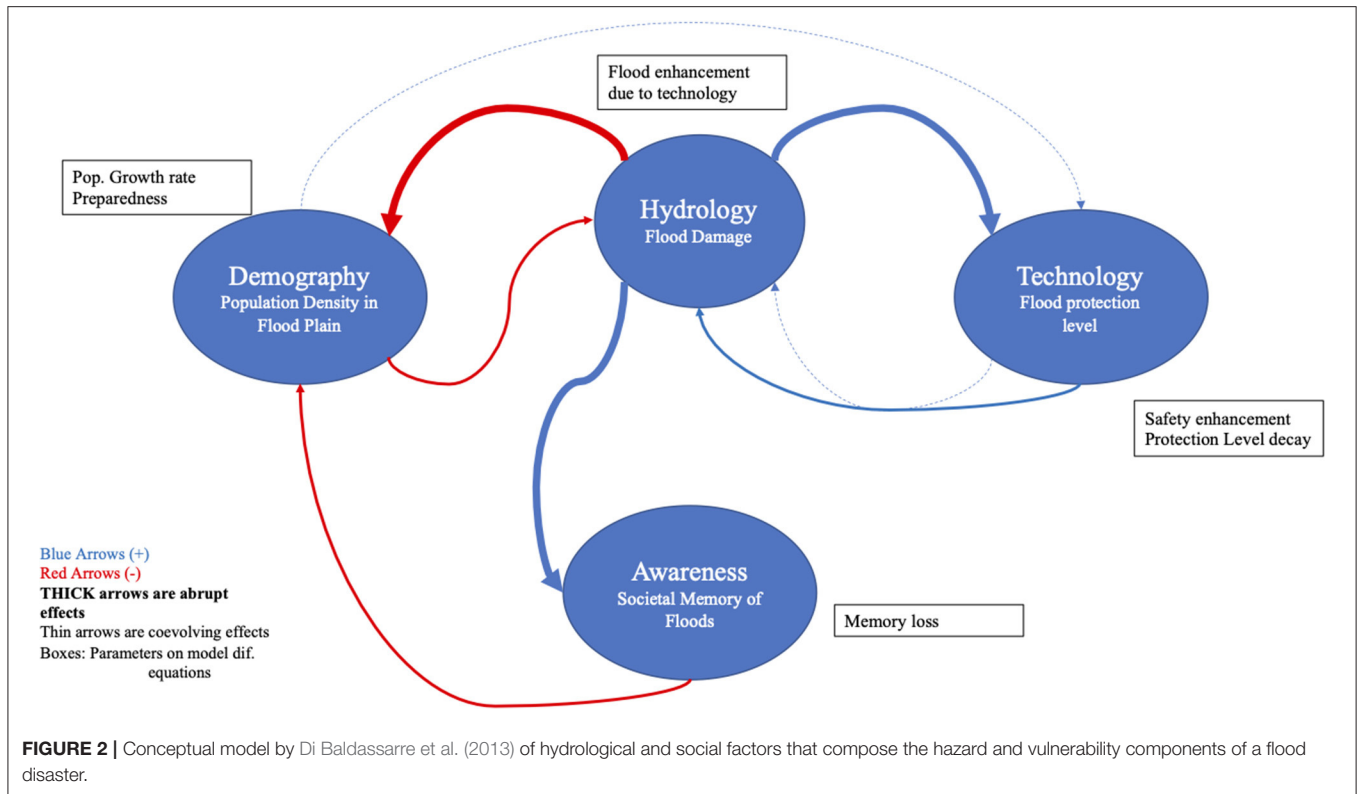 Flood enhancement
due to technology
Pop. Growth rate
Preparedness
Hydrology
Flood Damage
Demography
Population Density in
Flood Plain
Technology
Flood protection
level
Safety enhancement
Protection Level decay
Awareness
Societal Memory of
Floods
Memory loss
Blue Arrows (+)
Red Arrows (-)
THICK arrows are abrupt
effects
Thin arrows are coevolving effects
Boxes: Parameters on model dif.
equations
FIGURE 2 | Conceptual model by Di Baldassarre et al. (2013) of hydrological and social factors that compose the hazard and vulnerability components of a flood
disaster.